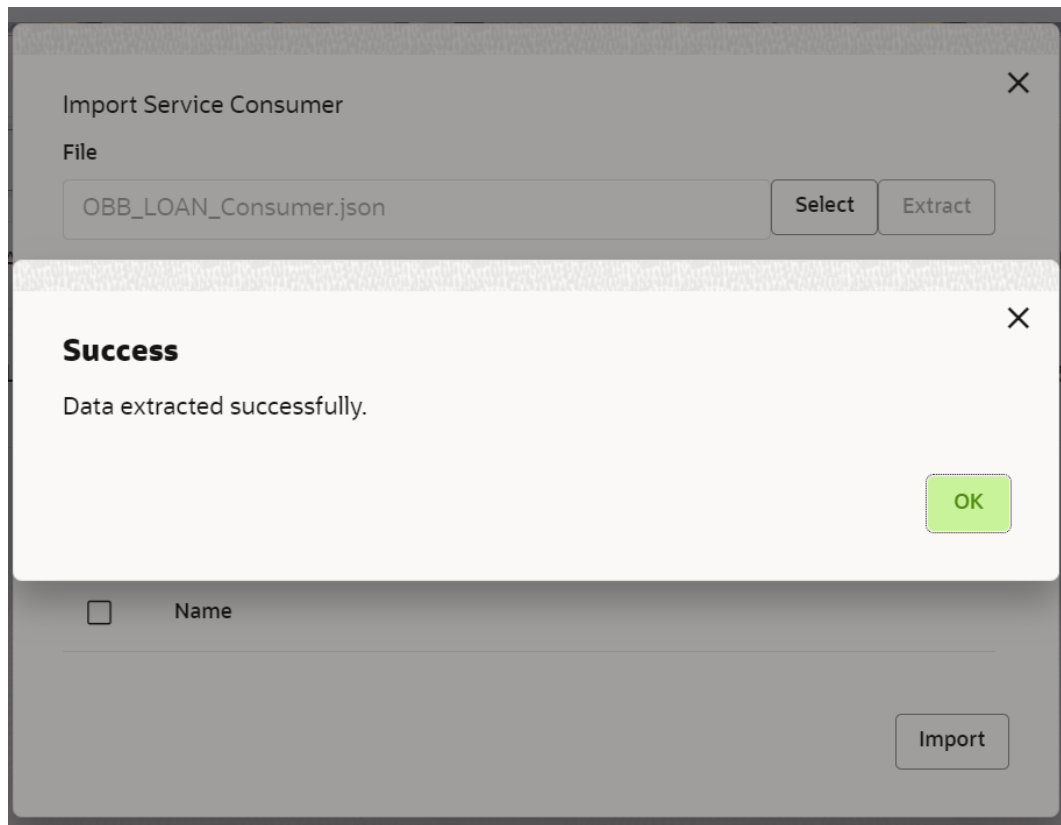 Import Service Consumer
File
OBB_LOAN_Consumer.json Select Extract
Success
Data extracted successfully.
OK
Name
Import